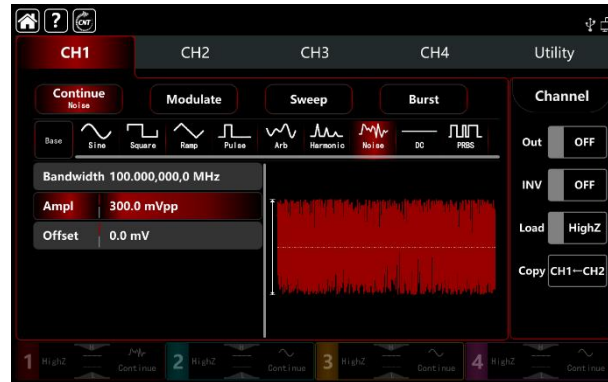 ? CNT
CH1 CH2 CH3 CH4 Utility
Continue Noise Modulate Sweep Burst Channel
Base Sine Square Ramp Pulse Arb Harmonic Noise DC PRBS
Out OFF
Bandwidth 100.000,000,0 MHz
INV OFF
Ampl 300.0 mVpp
Offset 0.0 mV
Load HighZ
Copy CH1←CH2
1 HighZ Continue 2 HighZ Continue 3 HighZ Continue 4 HighZ Continue